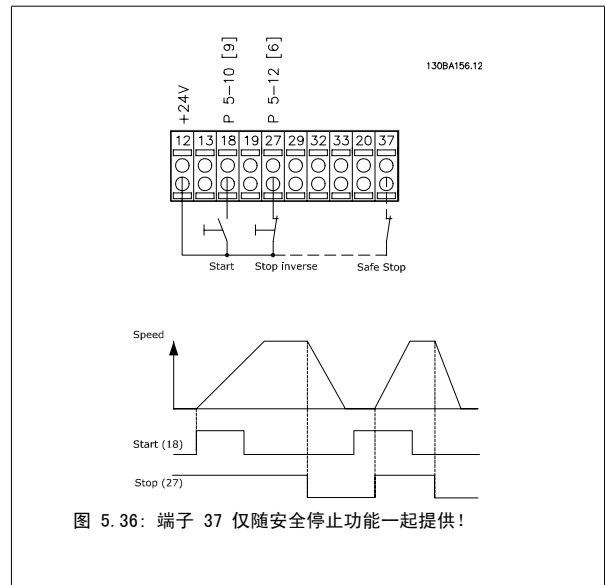 130BA156.12
+24V
P 5-10 [9]
P 5-12 [6]
12 13 18 19 27 29 32 33 20 37
Start
Stop inverse
Safe Stop
Speed
Start (18)
Stop (27)
图 5.36: 端子 37 仅随安全停止功能一起提供!